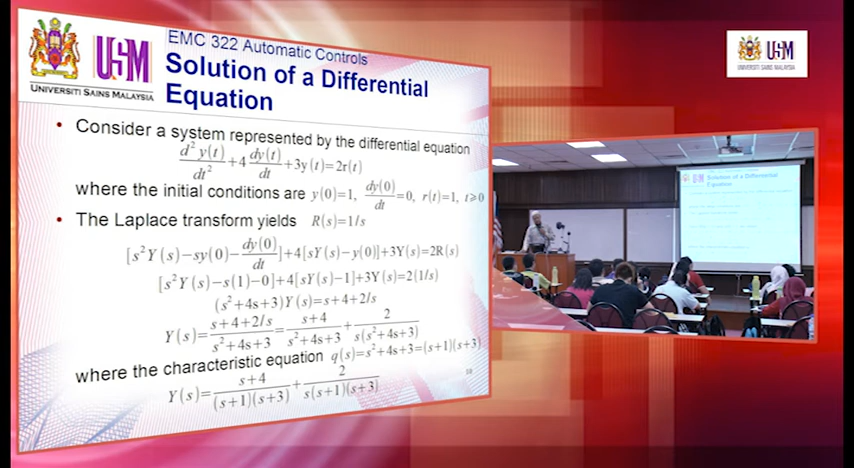 USM
UNIVERSITI SAINS MALAYSIA
EMC 322 Automatic Controls
Solution of a Differential
Equation
• Consider a system represented by the differential equation
d²y(t)/dt² +4 dy(t)/dt +3y(t)=2r(t)
where the initial conditions are y(0)=1, dy(0)/dt=0, r(t)=1, t⩾0
• The Laplace transform yields R(s)=1/s
[s²Y(s)−sy(0)−dy(0)/dt]+4[sY(s)−y(0)]+3Y(s)=2R(s)
[s²Y(s)−s(1)−0]+4[sY(s)−1]+3Y(s)=2(1/s)
(s²+4s+3)Y(s)=s+4+2/s
Y(s)=(s+4+2/s)/(s²+4s+3)=(s+4)/(s²+4s+3)+2/(s(s²+4s+3))
where the characteristic equation q(s)=s²+4s+3=(s+1)(s+3)
Y(s)=(s+4)/((s+1)(s+3))+2/(s(s+1)(s+3))
USM
UNIVERSITI SAINS MALAYSIA
USM
Solution of a Differential
Equation